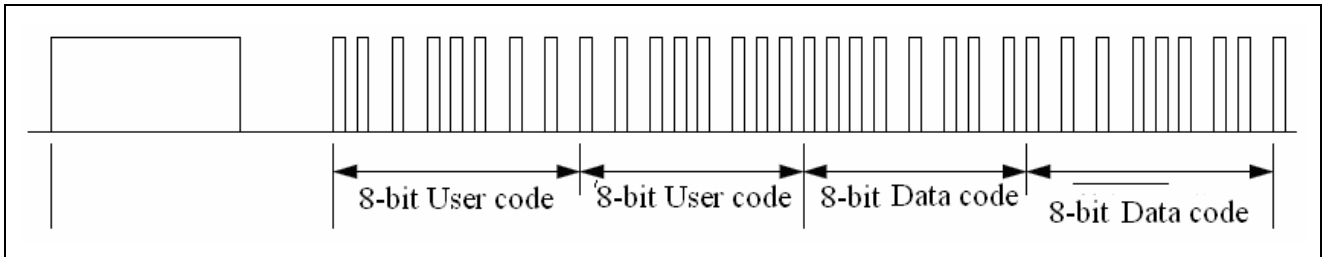 8-bit User code
'8-bit User code
8-bit Data code
8-bit Data code